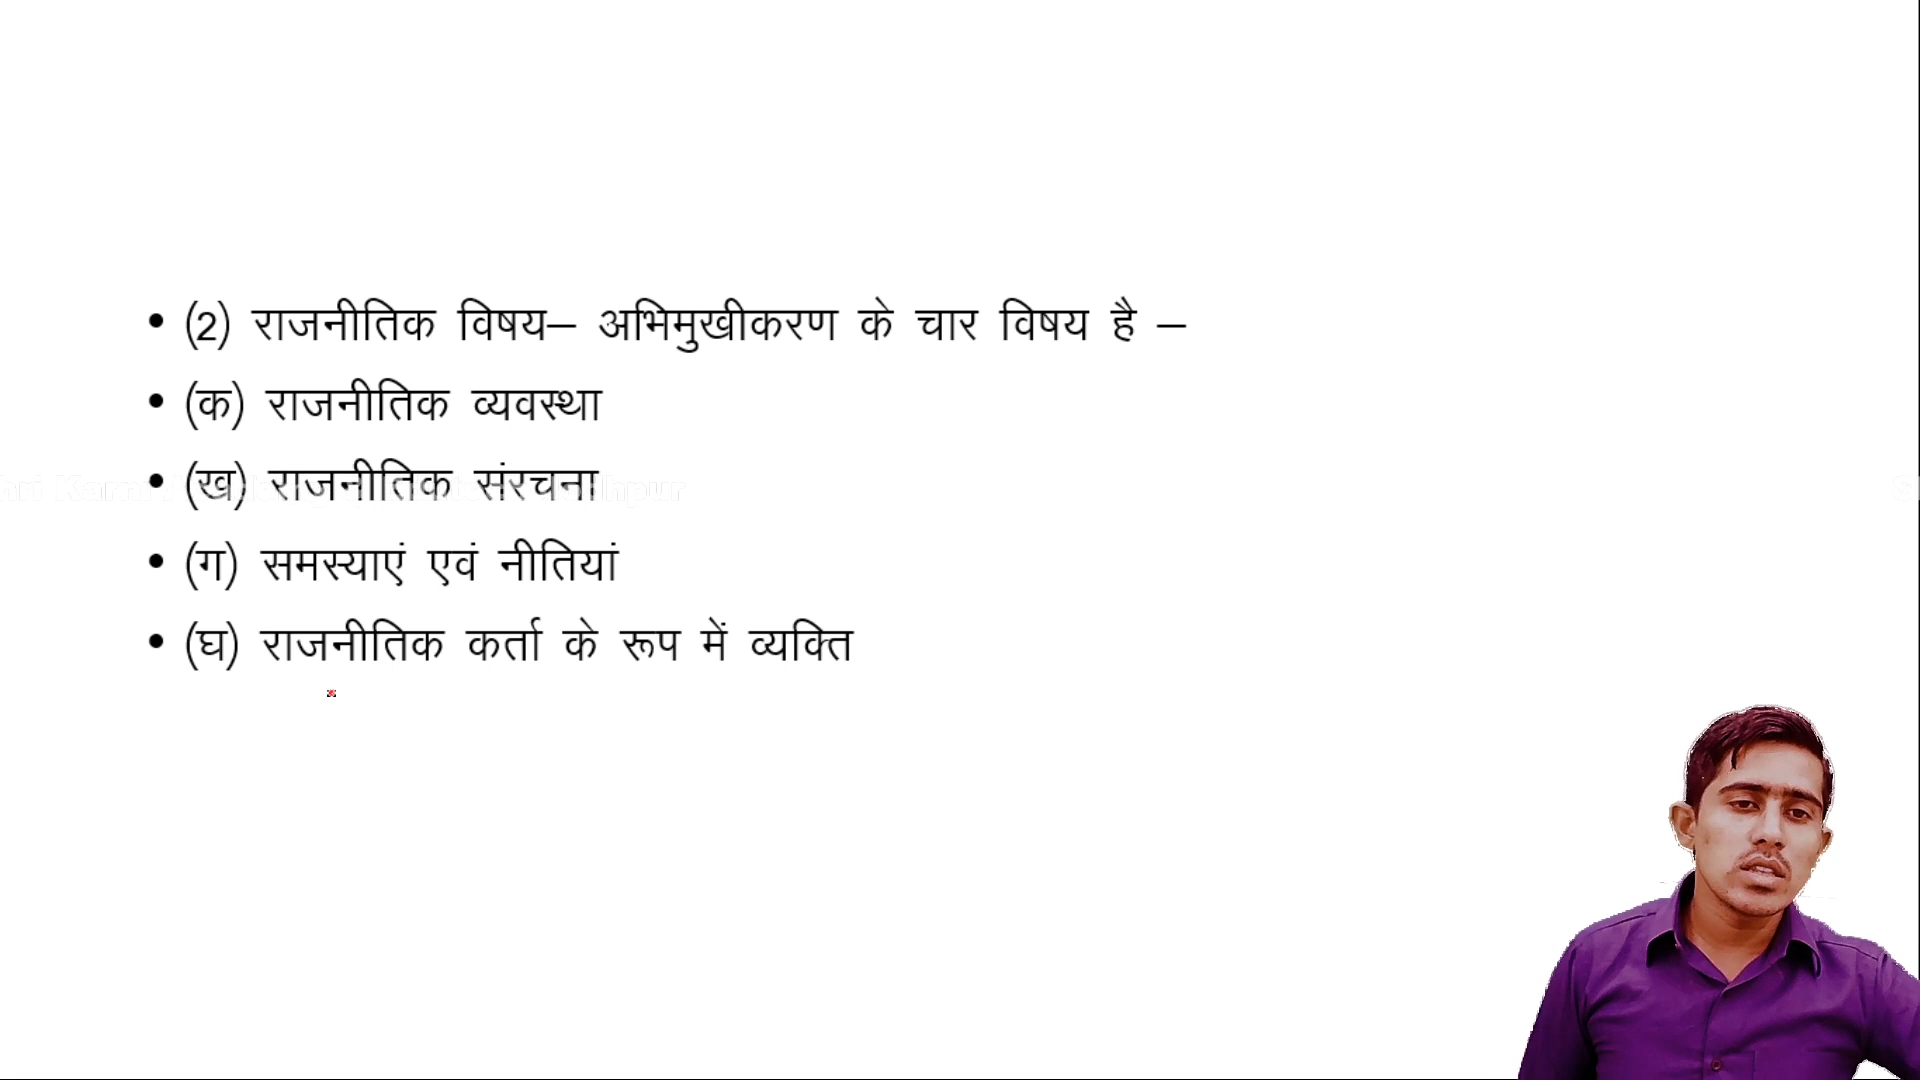 • (2) राजनीतिक विषय– अभिमुखीकरण के चार विषय है –
• (क) राजनीतिक व्यवस्था
• (ख) राजनीतिक संरचना
• (ग) समस्याएं एवं नीतियां
• (घ) राजनीतिक कर्ता के रूप में व्यक्ति